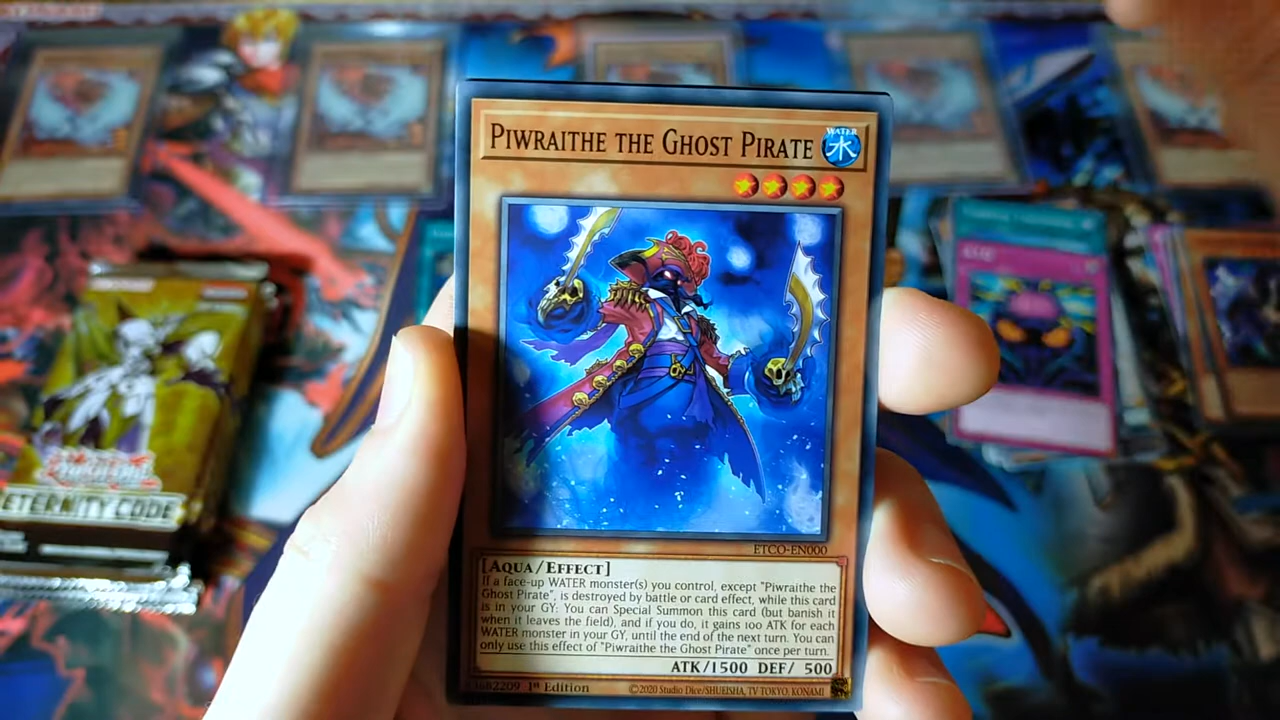 PIWRAITHE THE GHOST PIRATE
WATER
水
ETCO-EN000
[AQUA/EFFECT]
If a face-up WATER monster(s) you control, except "Piwraithe the
Ghost Pirate", is destroyed by battle or card effect, while this card
is in your GY: You can Special Summon this card (but banish it
when it leaves the field), and if you do, it gains 100 ATK for each
WATER monster in your GY, until the end of the next turn. You can
only use this effect of "Piwraithe the Ghost Pirate" once per turn.
ATK/1500 DEF/ 500
1st Edition
©2020 Studio Dice/SHUEISHA, TV TOKYO, KONAMI
ETERNITY CODE